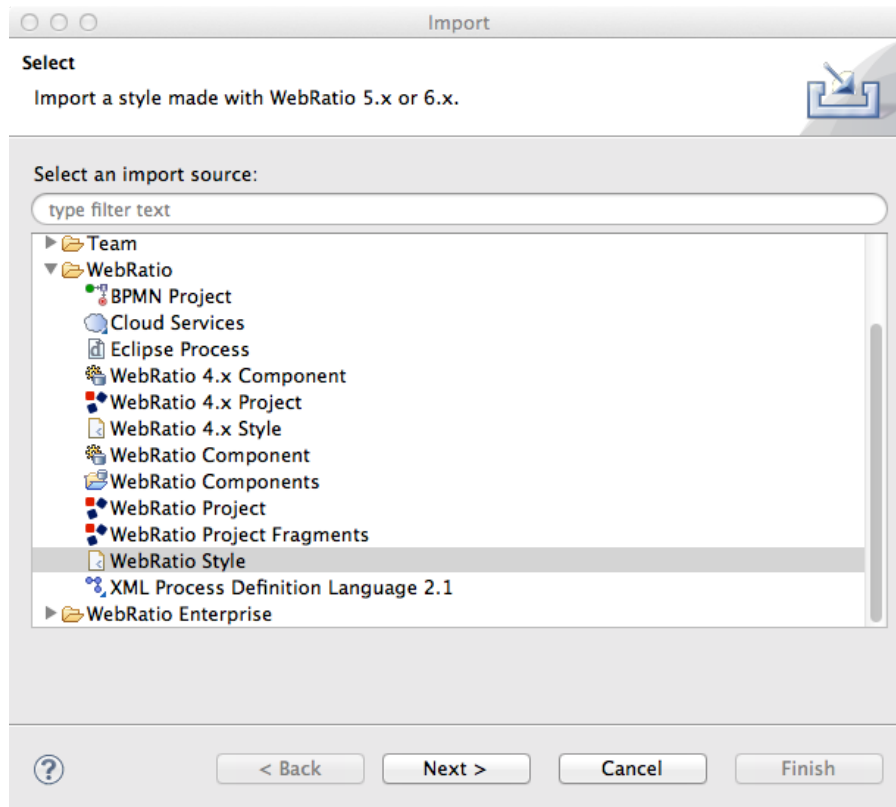 Import
Select
Import a style made with WebRatio 5.x or 6.x.
Select an import source:
type filter text
Team
WebRatio
BPMN Project
Cloud Services
Eclipse Process
WebRatio 4.x Component
WebRatio 4.x Project
WebRatio 4.x Style
WebRatio Component
WebRatio Components
WebRatio Project
WebRatio Project Fragments
WebRatio Style
XML Process Definition Language 2.1
WebRatio Enterprise
? < Back Next > Cancel Finish